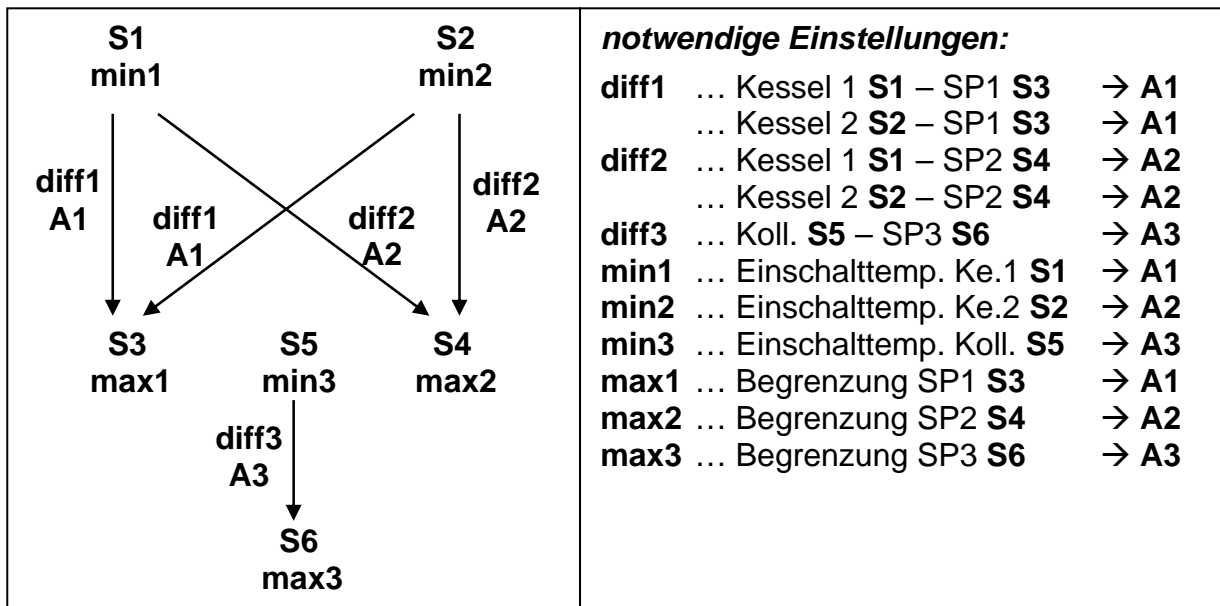 S1 S2
min1 min2
diff1 diff2
A1 diff1 diff2 A2
A1 A2
S3 S5 S4
max1 min3 max2
diff3
A3
S6
max3
notwendige Einstellungen:
diff1 … Kessel 1 S1 – SP1 S3 → A1
… Kessel 2 S2 – SP1 S3 → A1
diff2 … Kessel 1 S1 – SP2 S4 → A2
… Kessel 2 S2 – SP2 S4 → A2
diff3 … Koll. S5 – SP3 S6 → A3
min1 … Einschalttemp. Ke.1 S1 → A1
min2 … Einschalttemp. Ke.2 S2 → A2
min3 … Einschalttemp. Koll. S5 → A3
max1 … Begrenzung SP1 S3 → A1
max2 … Begrenzung SP2 S4 → A2
max3 … Begrenzung SP3 S6 → A3